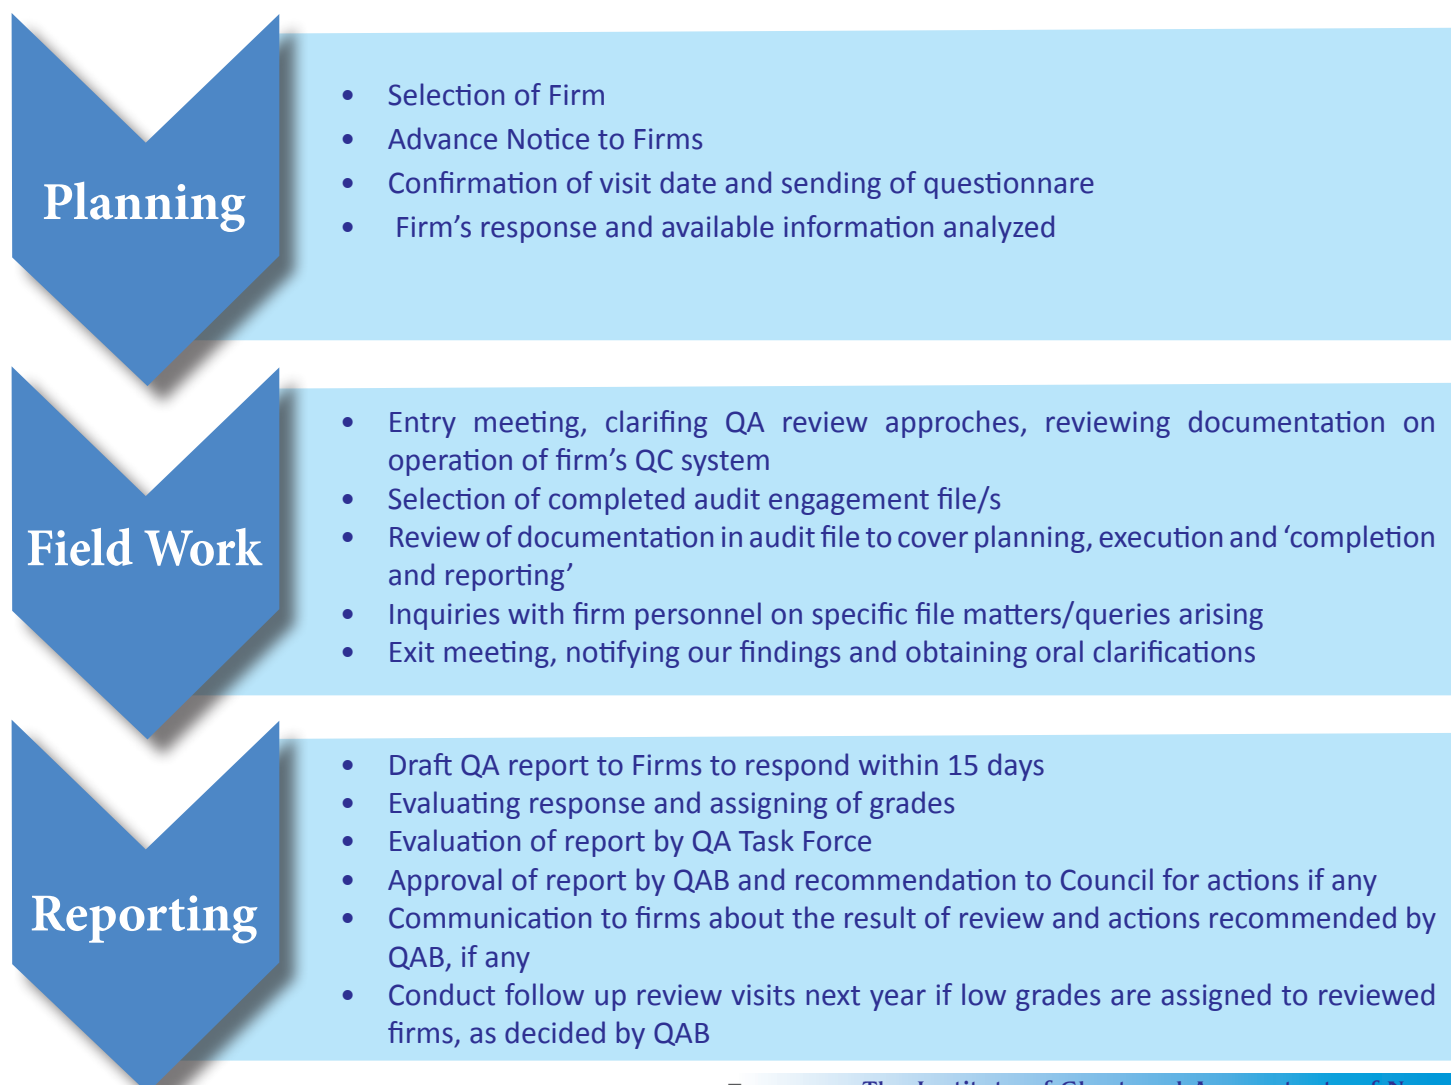 Planning
• Selection of Firm
• Advance Notice to Firms
• Confirmation of visit date and sending of questionnare
• Firm’s response and available information analyzed
Field Work
• Entry meeting, clarifing QA review approches, reviewing documentation on
operation of firm’s QC system
• Selection of completed audit engagement file/s
• Review of documentation in audit file to cover planning, execution and ‘completion
and reporting’
• Inquiries with firm personnel on specific file matters/queries arising
• Exit meeting, notifying our findings and obtaining oral clarifications
Reporting
• Draft QA report to Firms to respond within 15 days
• Evaluating response and assigning of grades
• Evaluation of report by QA Task Force
• Approval of report by QAB and recommendation to Council for actions if any
• Communication to firms about the result of review and actions recommended by
QAB, if any
• Conduct follow up review visits next year if low grades are assigned to reviewed
firms, as decided by QAB
The Institute of Chartered Accountants of